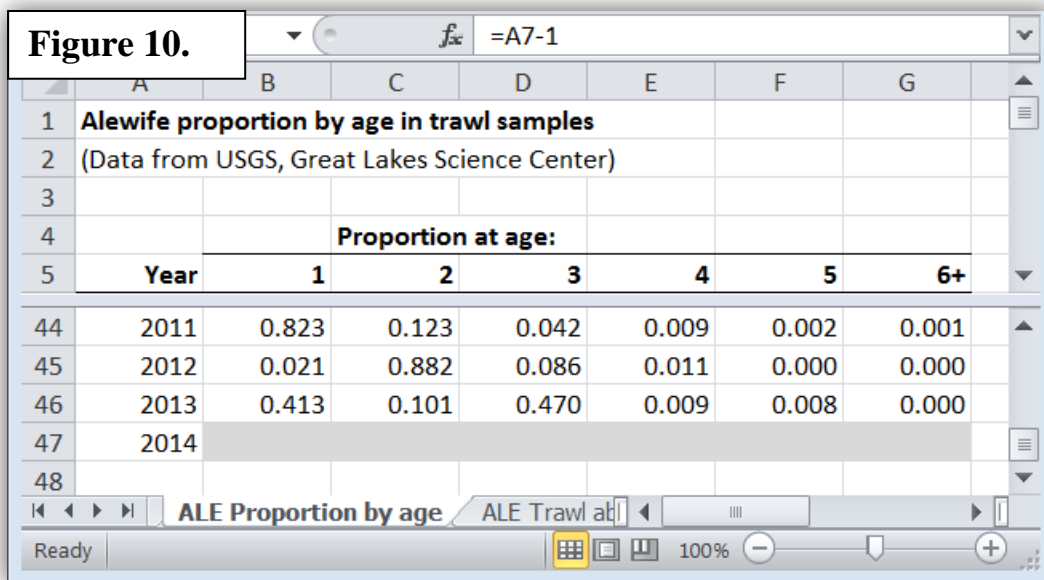 Figure 10.
fx =A7-1
A B C D E F G
1 Alewife proportion by age in trawl samples
2 (Data from USGS, Great Lakes Science Center)
3
4 Proportion at age:
5 Year 1 2 3 4 5 6+
44 2011 0.823 0.123 0.042 0.009 0.002 0.001
45 2012 0.021 0.882 0.086 0.011 0.000 0.000
46 2013 0.413 0.101 0.470 0.009 0.008 0.000
47 2014
48
ALE Proportion by age ALE Trawl ab
Ready 100%